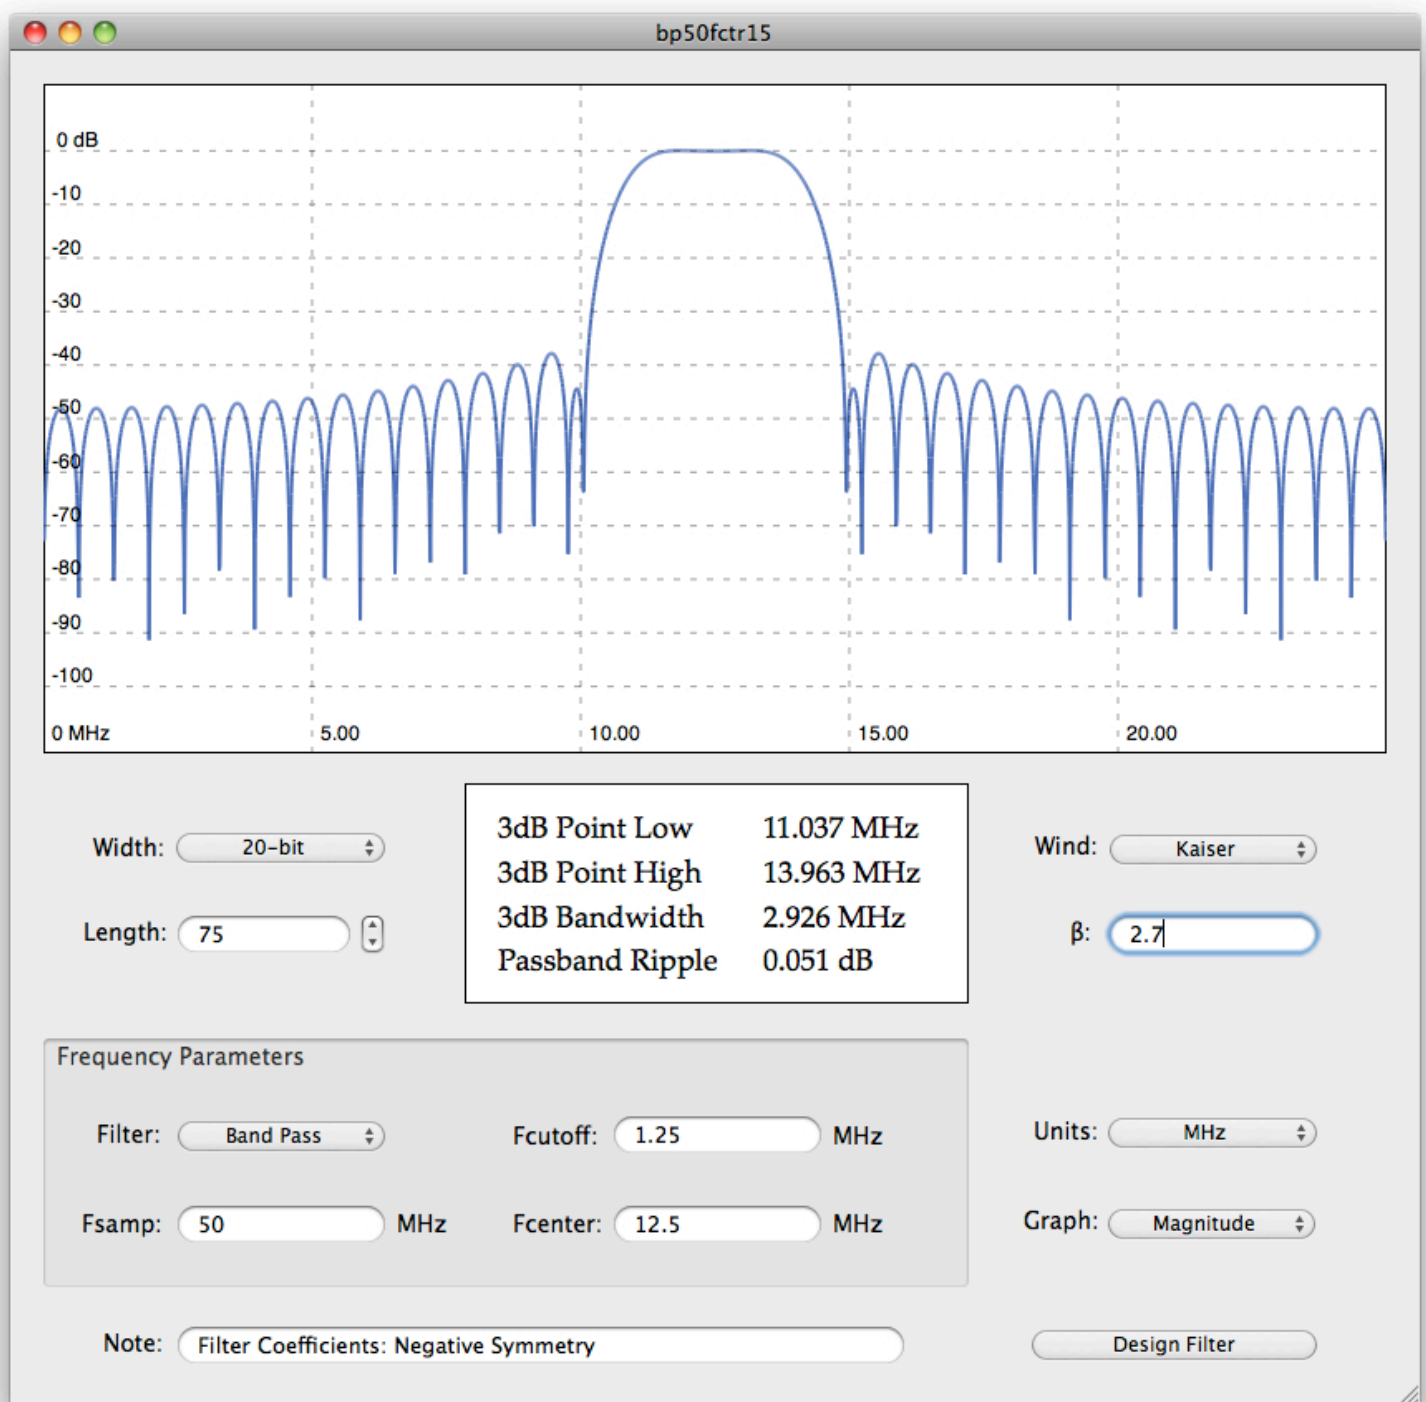 bp50fctr15
0 dB
-10
-20
-30
-40
-50
-60
-70
-80
-90
-100
0 MHz 5.00 10.00 15.00 20.00
Width: 20-bit
Length: 75
3dB Point Low 11.037 MHz
3dB Point High 13.963 MHz
3dB Bandwidth 2.926 MHz
Passband Ripple 0.051 dB
Wind: Kaiser
β: 2.7
Frequency Parameters
Filter: Band Pass Fcutoff: 1.25 MHz
Fsamp: 50 MHz Fcenter: 12.5 MHz
Units: MHz
Graph: Magnitude
Note: Filter Coefficients: Negative Symmetry
Design Filter